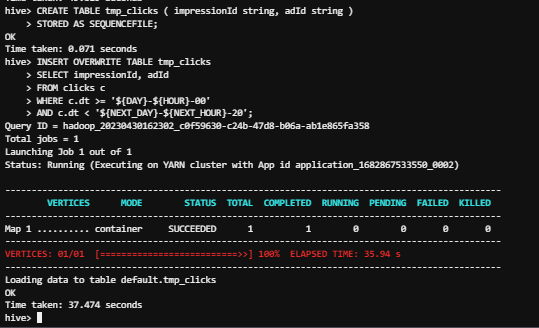 hive> CREATE TABLE tmp_clicks ( impressionId string, adId string )
    > STORED AS SEQUENCEFILE;
OK
Time taken: 0.071 seconds
hive> INSERT OVERWRITE TABLE tmp_clicks
    > SELECT impressionId, adId
    > FROM clicks c
    > WHERE c.dt >= '${DAY}-${HOUR}-00'
    > AND c.dt < '${NEXT_DAY}-${NEXT_HOUR}-20';
Query ID = hadoop_20230430162302_c0f59630-c24b-47d8-b06a-ab1e865fa358
Total jobs = 1
Launching Job 1 out of 1
Status: Running (Executing on YARN cluster with App id application_1682867533550_0002)
----------------------------------------------------------------------------------------------
        VERTICES      MODE        STATUS  TOTAL  COMPLETED  RUNNING  PENDING  FAILED  KILLED
----------------------------------------------------------------------------------------------
Map 1 .......... container     SUCCEEDED      1          1        0        0       0       0
----------------------------------------------------------------------------------------------
VERTICES: 01/01  [==========================>>] 100%  ELAPSED TIME: 35.94 s
----------------------------------------------------------------------------------------------
Loading data to table default.tmp_clicks
OK
Time taken: 37.474 seconds
hive>